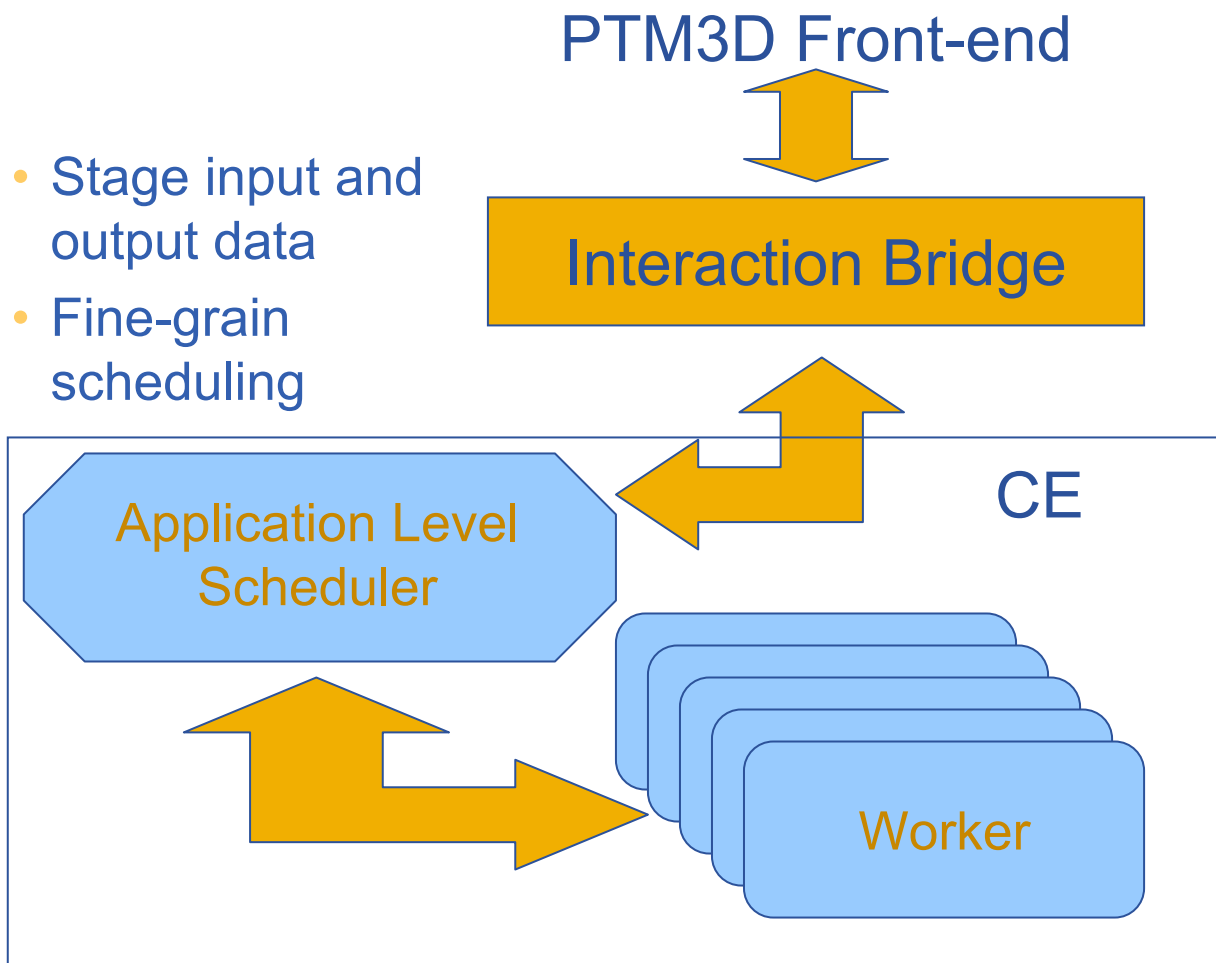 PTM3D Front-end
• Stage input and
output data
• Fine-grain
scheduling
Interaction Bridge
CE
Application Level
Scheduler
Worker